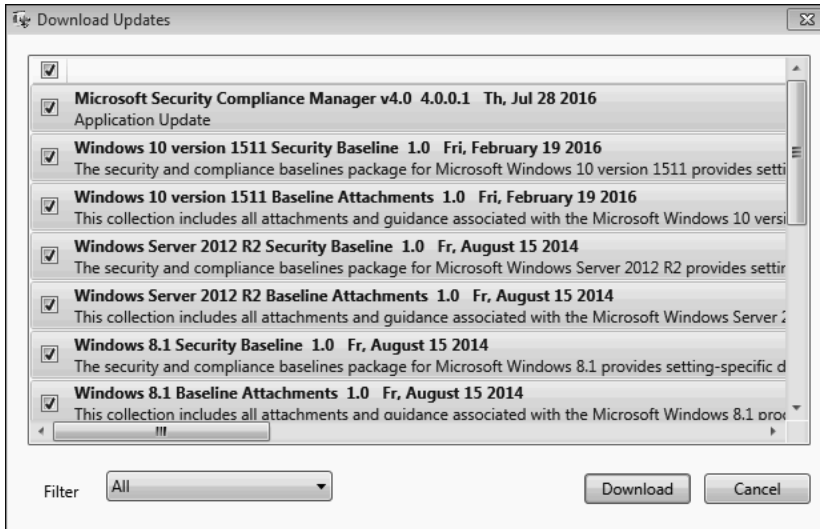 Download Updates
Microsoft Security Compliance Manager v4.0 4.0.0.1 Th, Jul 28 2016
Application Update
Windows 10 version 1511 Security Baseline 1.0 Fri, February 19 2016
The security and compliance baselines package for Microsoft Windows 10 version 1511 provides setti
Windows 10 version 1511 Baseline Attachments 1.0 Fri, February 19 2016
This collection includes all attachments and guidance associated with the Microsoft Windows 10 versi
Windows Server 2012 R2 Security Baseline 1.0 Fr, August 15 2014
The security and compliance baselines package for Microsoft Windows Server 2012 R2 provides settin
Windows Server 2012 R2 Baseline Attachments 1.0 Fr, August 15 2014
This collection includes all attachments and guidance associated with the Microsoft Windows Server 2
Windows 8.1 Security Baseline 1.0 Fr, August 15 2014
The security and compliance baselines package for Microsoft Windows 8.1 provides setting-specific d
Windows 8.1 Baseline Attachments 1.0 Fr, August 15 2014
This collection includes all attachments and guidance associated with the Microsoft Windows 8.1 proc
Filter All Download Cancel